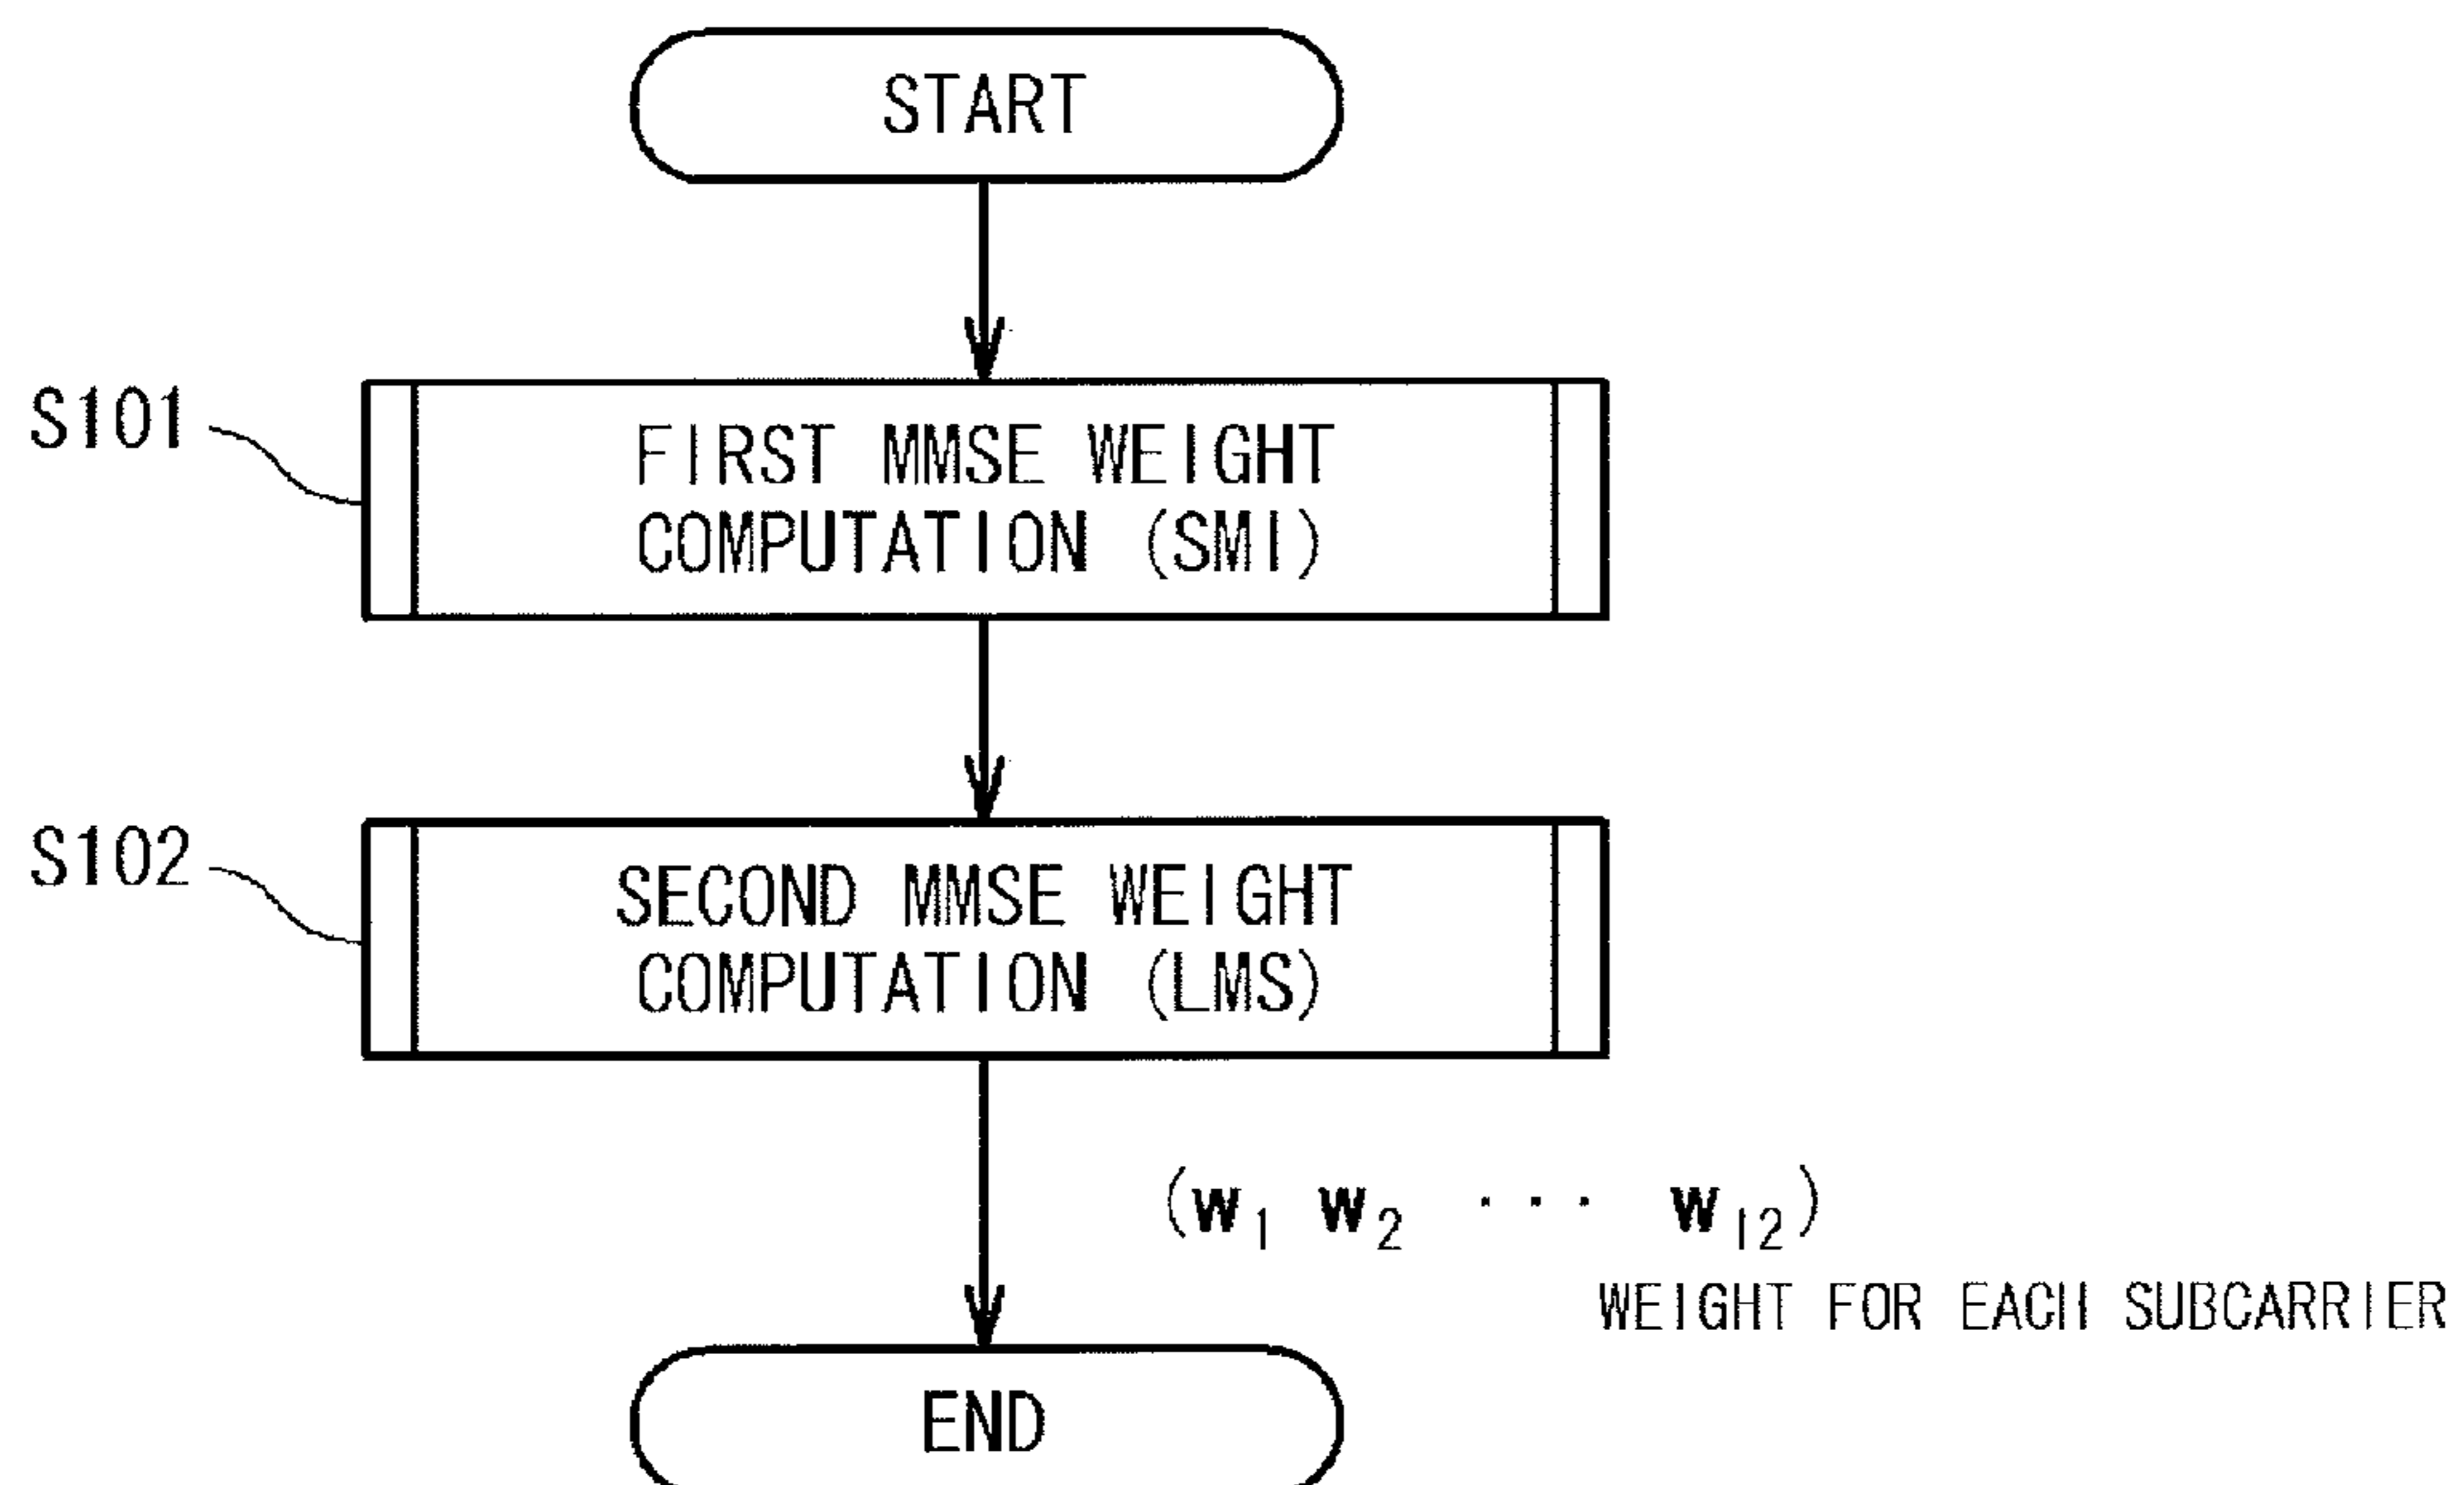 START
S101
FIRST MMSE WEIGHT
COMPUTATION (SMI)
S102
SECOND MMSE WEIGHT
COMPUTATION (LMS)
(w₁ w₂ ··· w₁₂)
WEIGHT FOR EACH SUBCARRIER
END